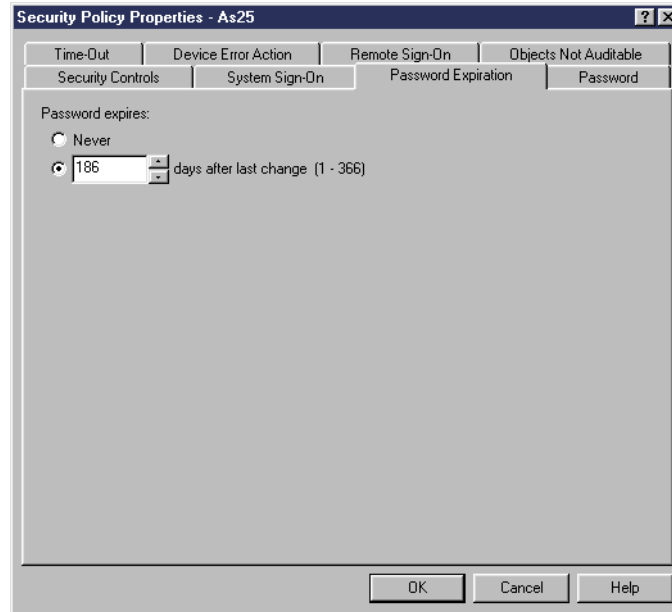 Security Policy Properties - As25
Time-Out Device Error Action Remote Sign-On Objects Not Auditable
Security Controls System Sign-On Password Expiration Password
Password expires:
Never
186 days after last change (1 - 366)
OK Cancel Help